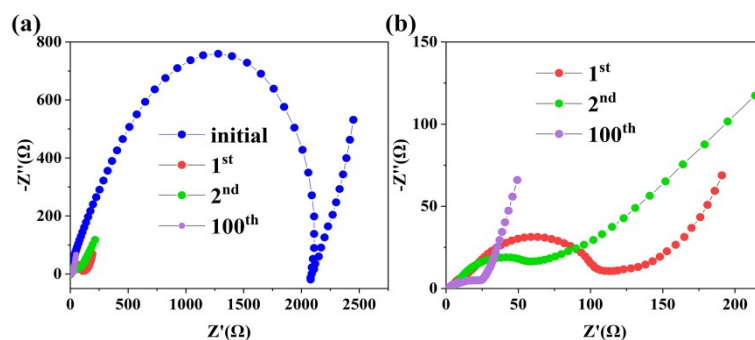 (a)
800
600
400
200
0
-Z''(Ω)
initial
1st
2nd
100th
0 500 1000 1500 2000 2500
Z'(Ω)
(b)
150
100
50
0
-Z''(Ω)
1st
2nd
100th
0 50 100 150 200
Z'(Ω)